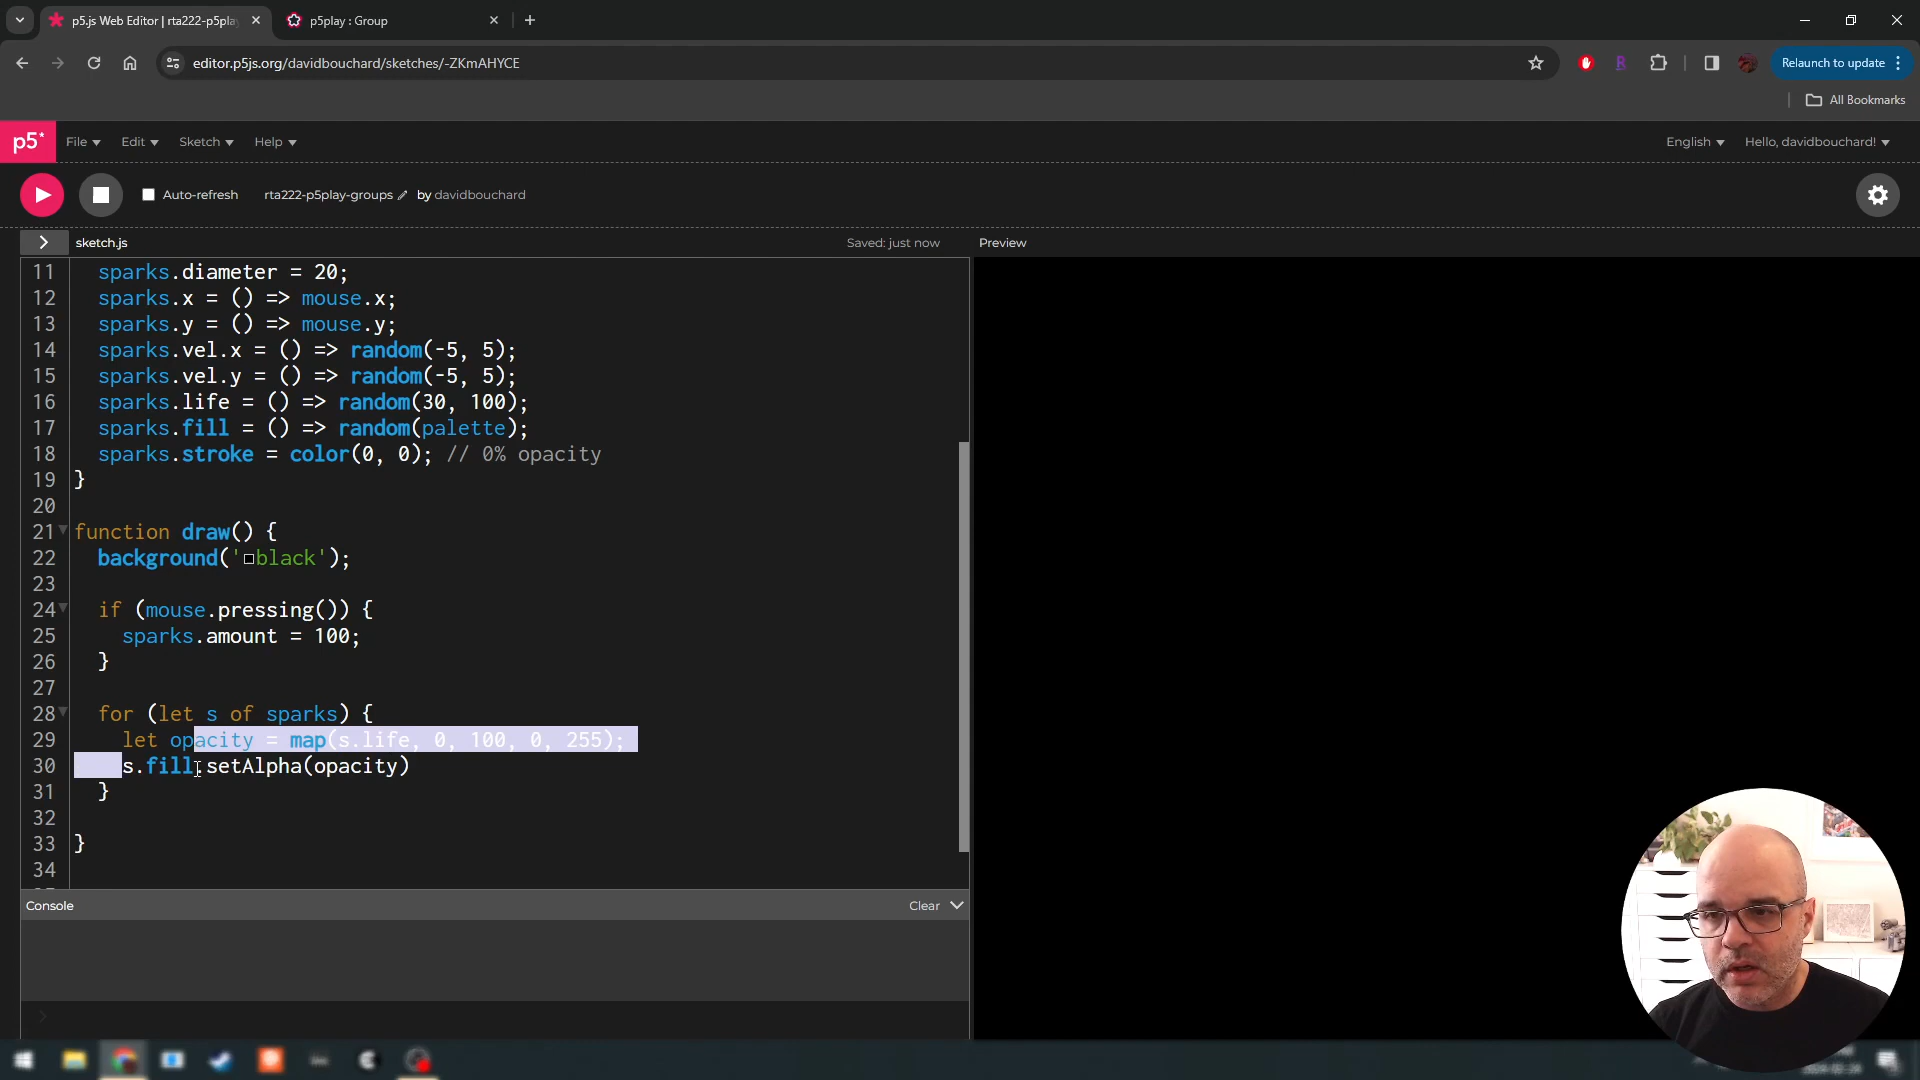 p5.js Web Editor | rta222-p5play
p5play : Group
editor.p5js.org/davidbouchard/sketches/-ZKmAHYCE
Relaunch to update
All Bookmarks
p5*
File
Edit
Sketch
Help
English
Hello, davidbouchard!
Auto-refresh
rta222-p5play-groups
by davidbouchard
sketch.js
Saved: just now
Preview
11 sparks.diameter = 20;
12 sparks.x = () => mouse.x;
13 sparks.y = () => mouse.y;
14 sparks.vel.x = () => random(-5, 5);
15 sparks.vel.y = () => random(-5, 5);
16 sparks.life = () => random(30, 100);
17 sparks.fill = () => random(palette);
18 sparks.stroke = color(0, 0); // 0% opacity
19 }
20
21 function draw() {
22 background('black');
23
24 if (mouse.pressing()) {
25 sparks.amount = 100;
26 }
27
28 for (let s of sparks) {
29 let opacity = map(s.life, 0, 100, 0, 255);
30 s.fill.setAlpha(opacity)
31 }
32
33 }
34
Console
Clear